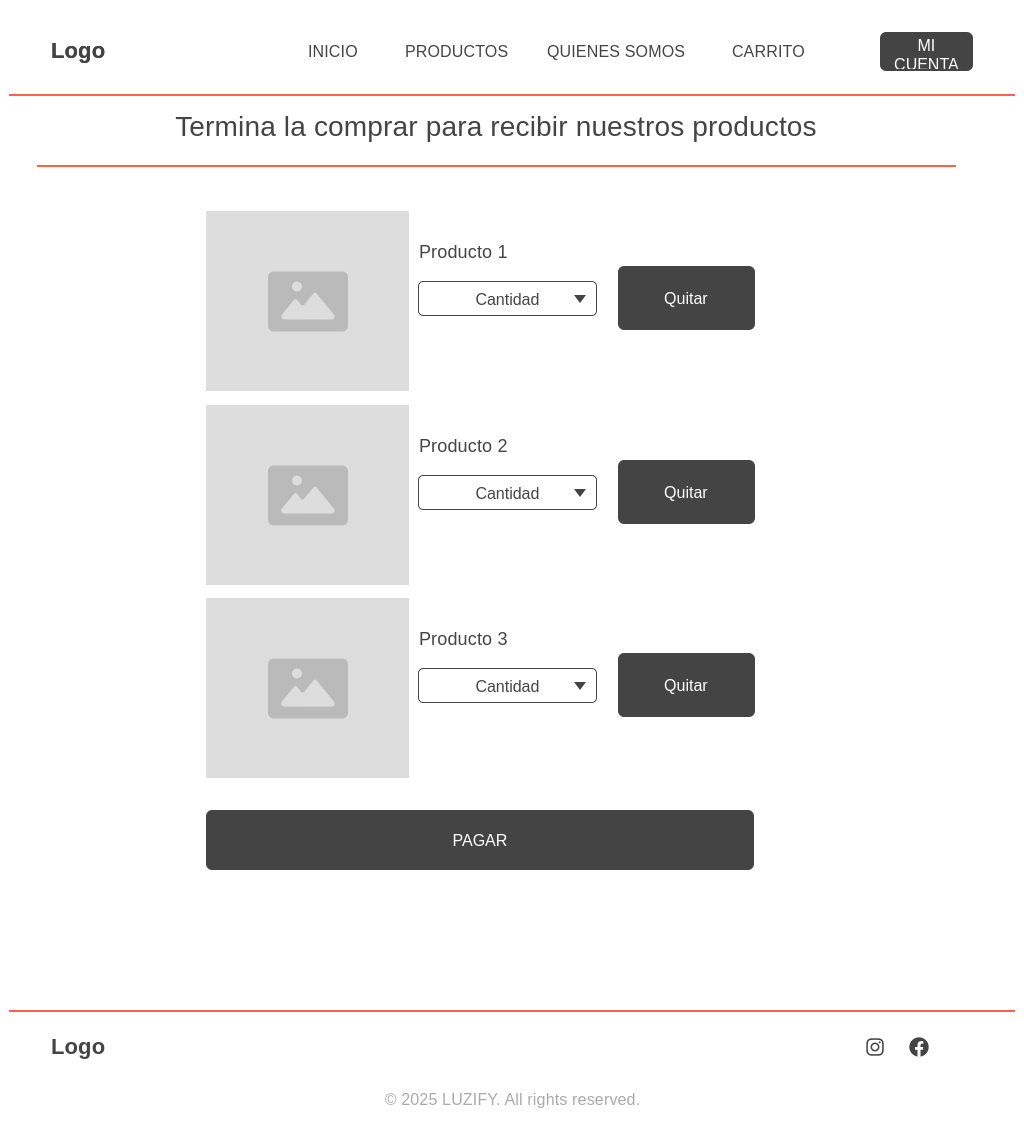 Logo
INICIO
PRODUCTOS
QUIENES SOMOS
CARRITO
MI
CUENTA
Termina la comprar para recibir nuestros productos
Producto 1
Cantidad
Quitar
Producto 2
Cantidad
Quitar
Producto 3
Cantidad
Quitar
PAGAR
Logo
© 2025 LUZIFY. All rights reserved.